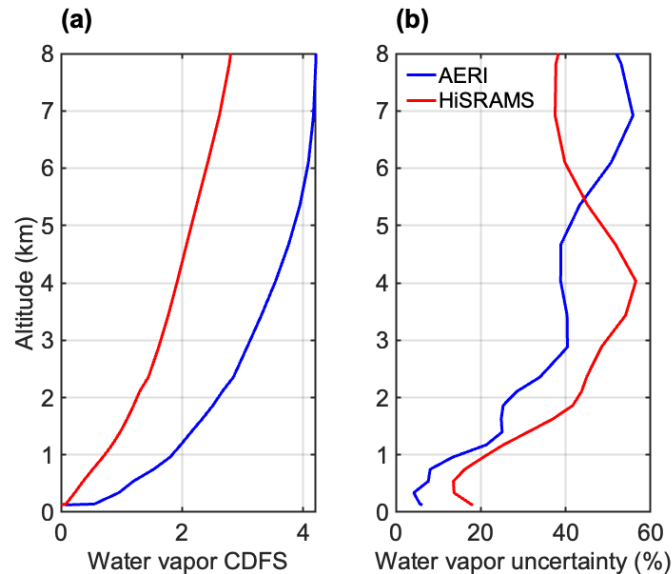 (a) (b)
8 8
7 7
6 6
5 5
4 4
3 3
2 2
1 1
0 0
Altitude (km)
AERI
HiSRAMS
0 2 4 0 20 40 60
Water vapor CDFS Water vapor uncertainty (%)